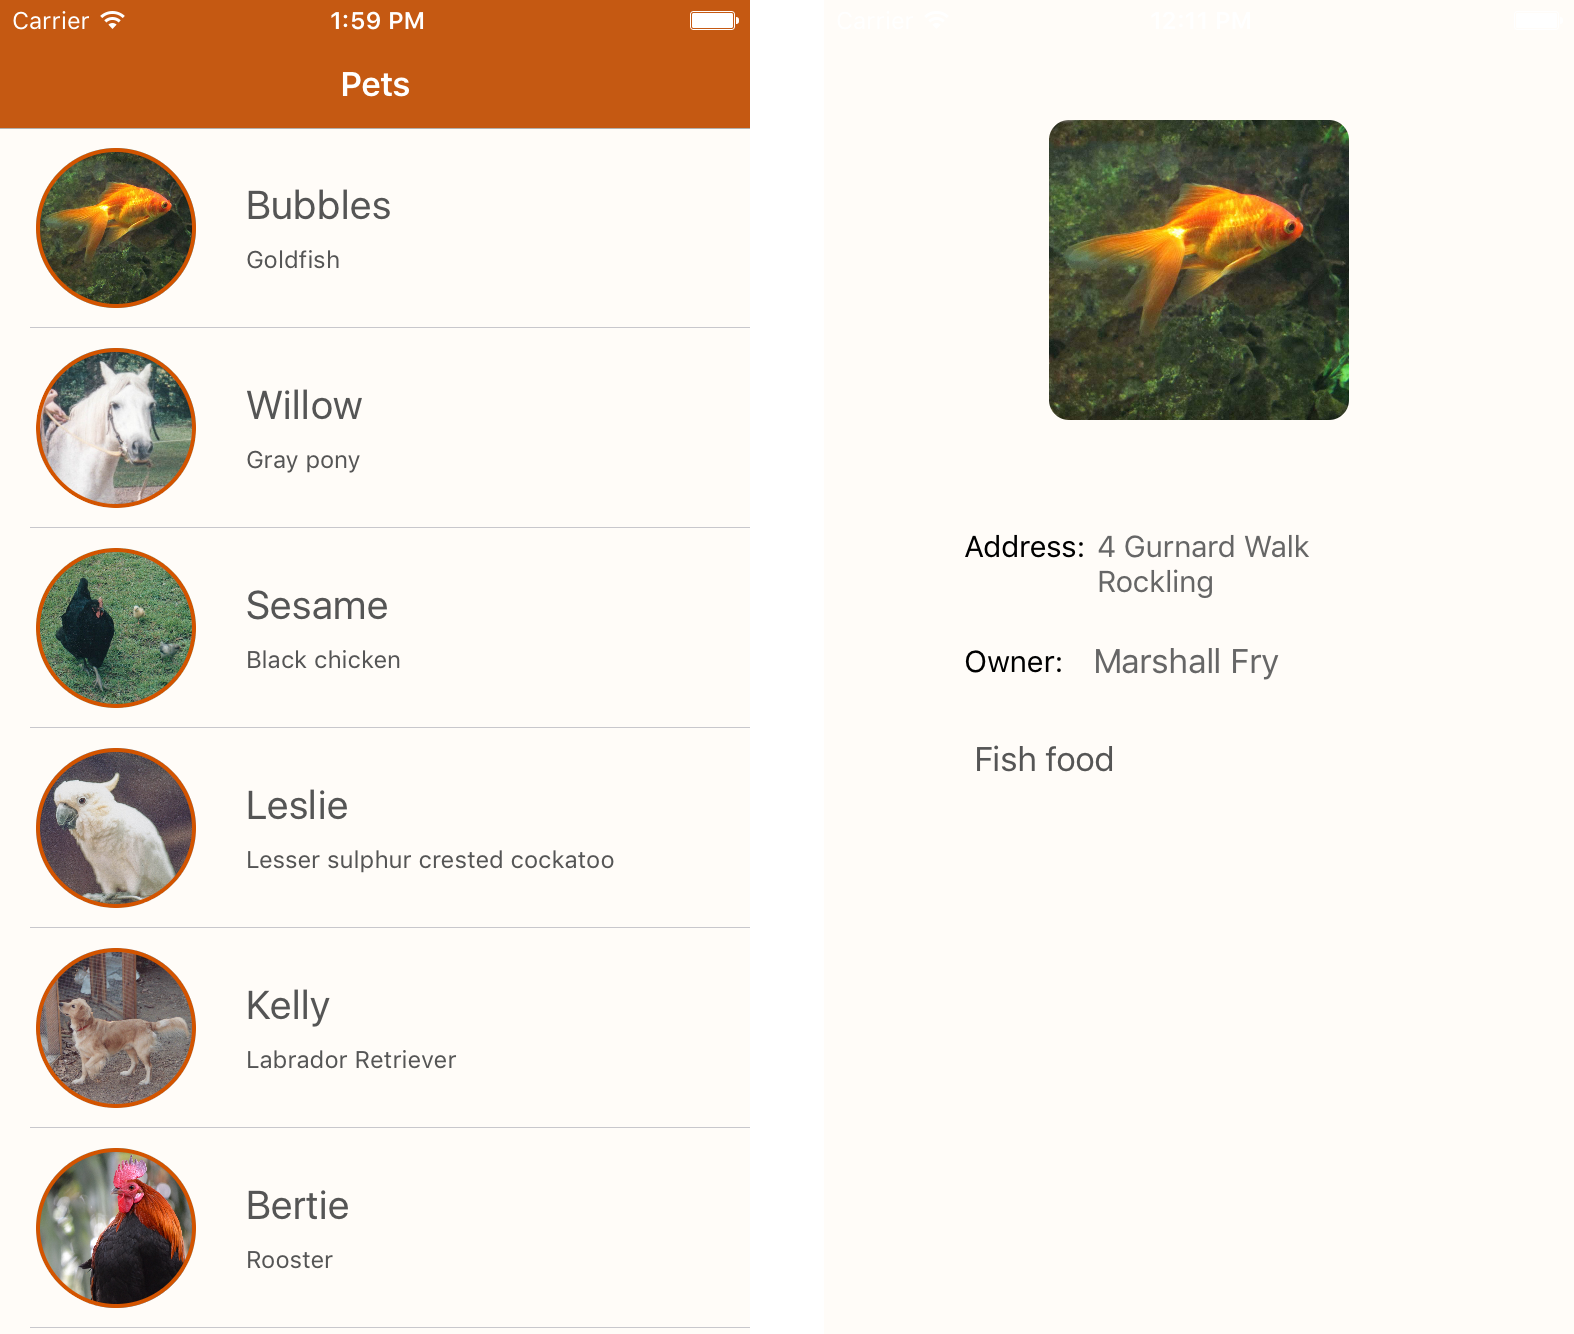 Carrier 1:59 PM
Pets
Bubbles
Goldfish
Willow
Gray pony
Sesame
Black chicken
Leslie
Lesser sulphur crested cockatoo
Kelly
Labrador Retriever
Bertie
Rooster
Carrier
Address: 4 Gurnard Walk
Rockling
Owner: Marshall Fry
Fish food